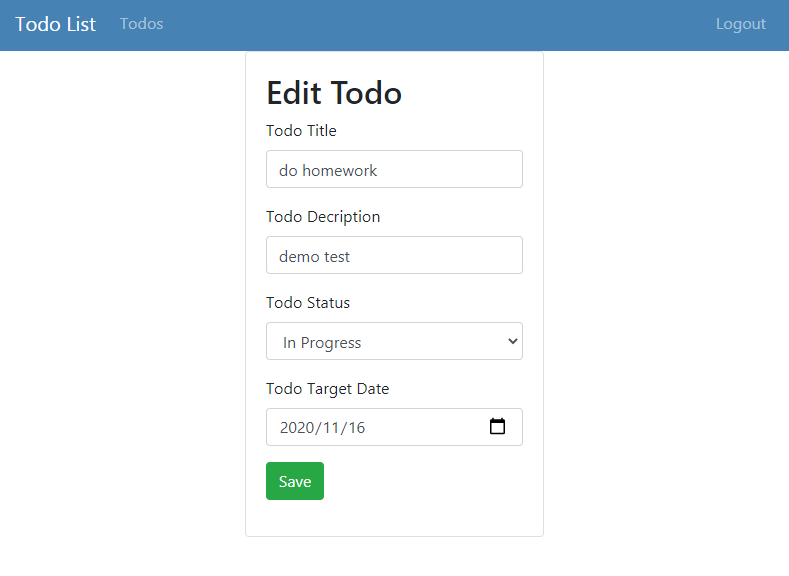 Todo List Todos Logout
Edit Todo
Todo Title
do homework
Todo Decription
demo test
Todo Status
In Progress
Todo Target Date
2020/11/16
Save